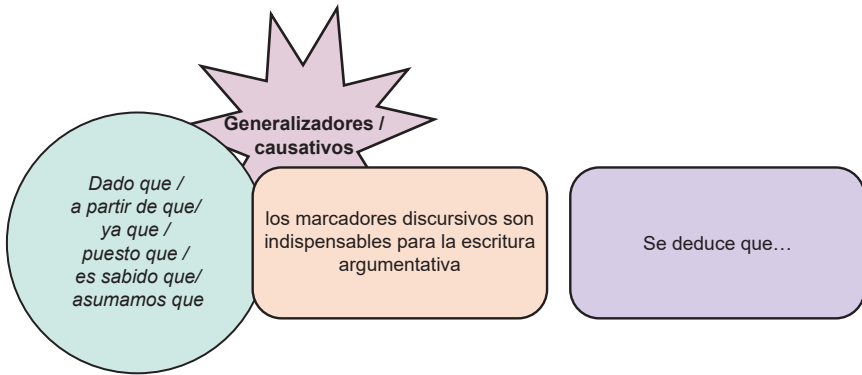 Generalizadores /
causativos
Dado que /
a partir de que/
ya que /
puesto que /
es sabido que/
asumamos que
los marcadores discursivos son
indispensables para la escritura
argumentativa
Se deduce que…